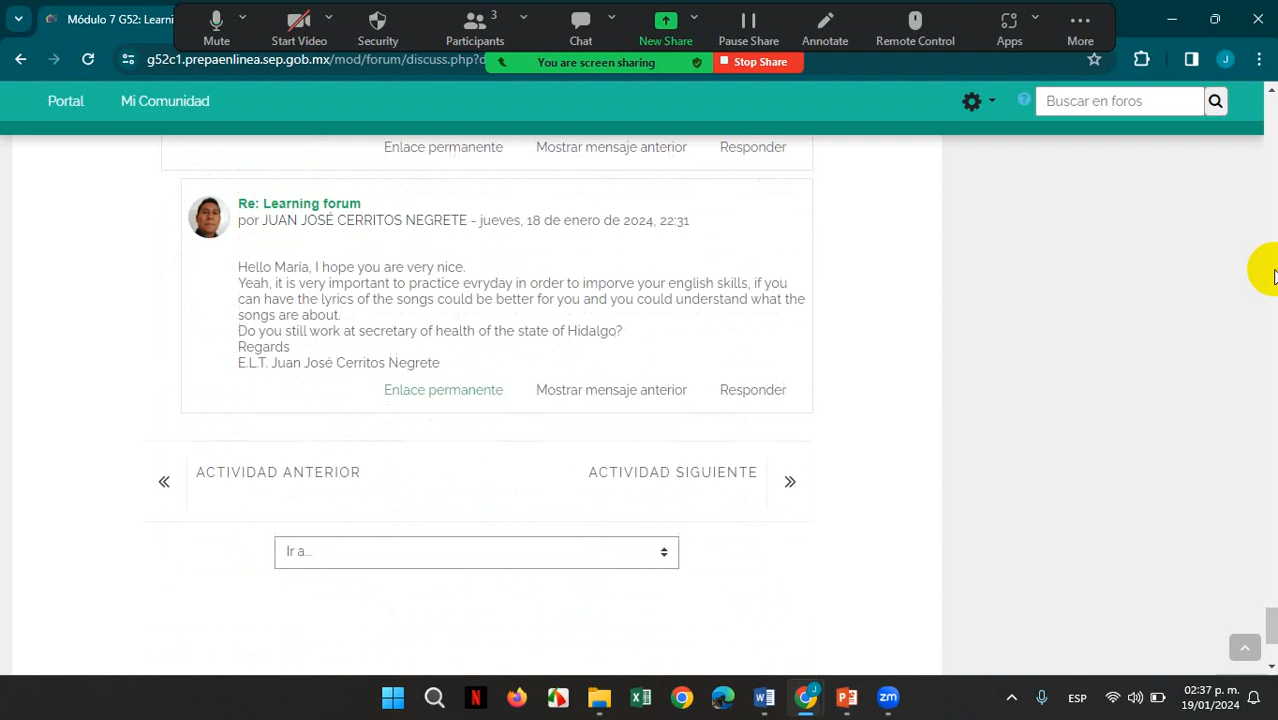 Módulo 7 G52: Learni
Mute
Start Video
Security
3
Participants
Chat
New Share
Pause Share
Annotate
Remote Control
Apps
More
g52c1.prepaenlinea.sep.gob.mx/mod/forum/discuss.php?d
You are screen sharing
Stop Share
J
Portal
Mi Comunidad
?
Buscar en foros
Enlace permanente
Mostrar mensaje anterior
Responder
Re: Learning forum
por JUAN JOSÉ CERRITOS NEGRETE - jueves, 18 de enero de 2024, 22:31
Hello María, I hope you are very nice.
Yeah, it is very important to practice evryday in order to imporve your english skills, if you
can have the lyrics of the songs could be better for you and you could understand what the
songs are about.
Do you still work at secretary of health of the state of Hidalgo?
Regards
E.L.T. Juan José Cerritos Negrete
Enlace permanente
Mostrar mensaje anterior
Responder
ACTIVIDAD ANTERIOR
ACTIVIDAD SIGUIENTE
Ir a...
ESP
02:37 p. m.
19/01/2024